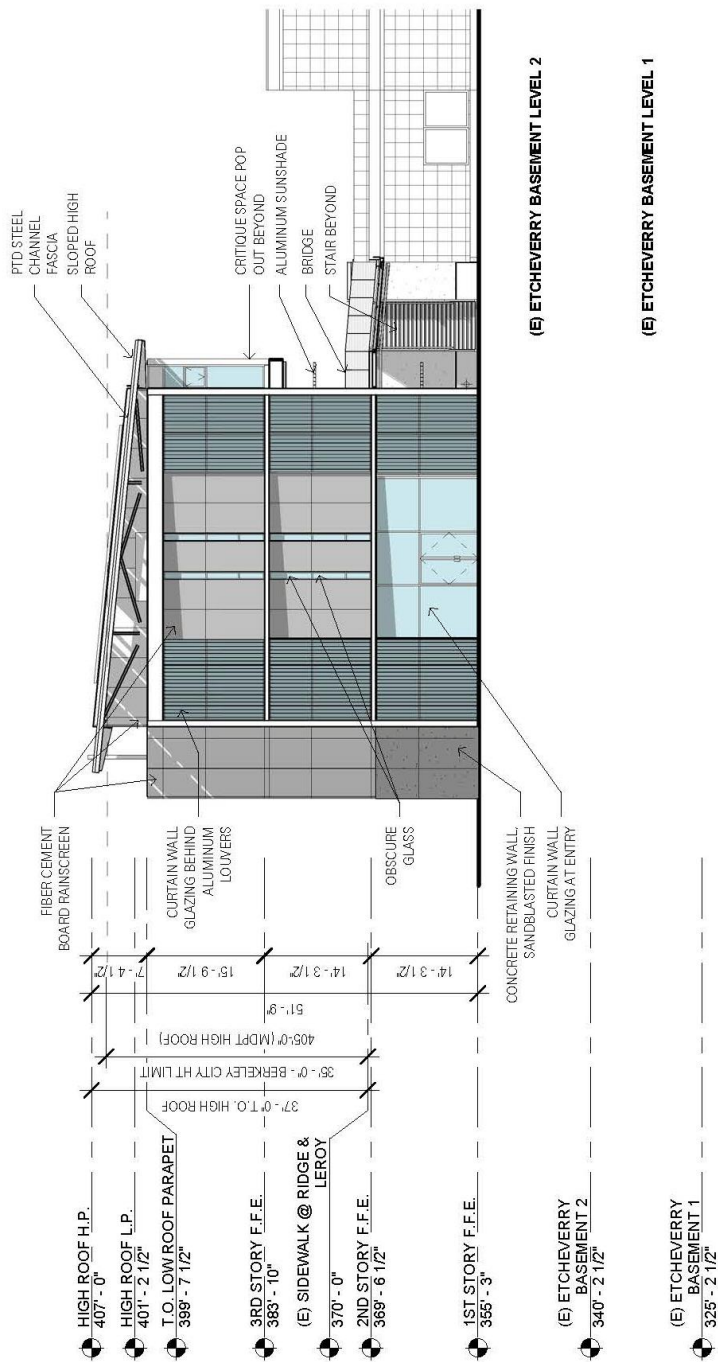 PTD STEEL
CHANNEL
FASCIA
SLOPED HIGH
ROOF
CRITIQUE SPACE POP
OUT BEYOND
ALUMINUM SUNSHADE
BRIDGE
STAIR BEYOND
(E) ETCHEVERRY BASEMENT LEVEL 2
(E) ETCHEVERRY BASEMENT LEVEL 1
FIBER CEMENT
BOARD RAINSCREEN
CURTAIN WALL
GLAZING BEHIND
ALUMINUM
LOUVERS
OBSCURE
GLASS
CONCRETE RETAINING WALL,
SANDBLASTED FINISH
CURTAIN WALL
GLAZING AT ENTRY
7' - 4 1/2"
15' - 9 1/2"
14' - 3 1/2"
14' - 3 1/2"
51' - 9"
405'-0" (MDPT HIGH ROOF)
35' - 0" - BERKELEY CITY HT LIMIT
37' - 0" T.O. HIGH ROOF
HIGH ROOF H.P.
407' - 0"
HIGH ROOF L.P.
401' - 2 1/2"
T.O. LOW ROOF PARAPET
399' - 7 1/2"
3RD STORY F.F.E.
383' - 10"
(E) SIDEWALK @ RIDGE &
LEROY
370' - 0"
2ND STORY F.F.E.
369' - 6 1/2"
1ST STORY F.F.E.
355' - 3"
(E) ETCHEVERRY
BASEMENT 2
340' - 2 1/2"
(E) ETCHEVERRY
BASEMENT 1
325' - 2 1/2"